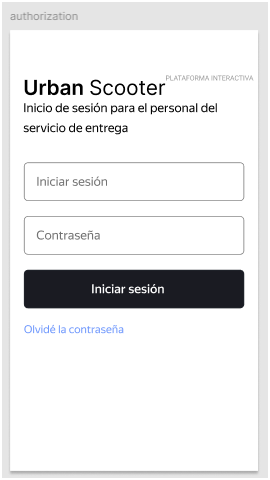 authorization
Urban Scooter
PLATAFORMA INTERACTIVA
Inicio de sesión para el personal del
servicio de entrega
Iniciar sesión
Contraseña
Iniciar sesión
Olvidé la contraseña